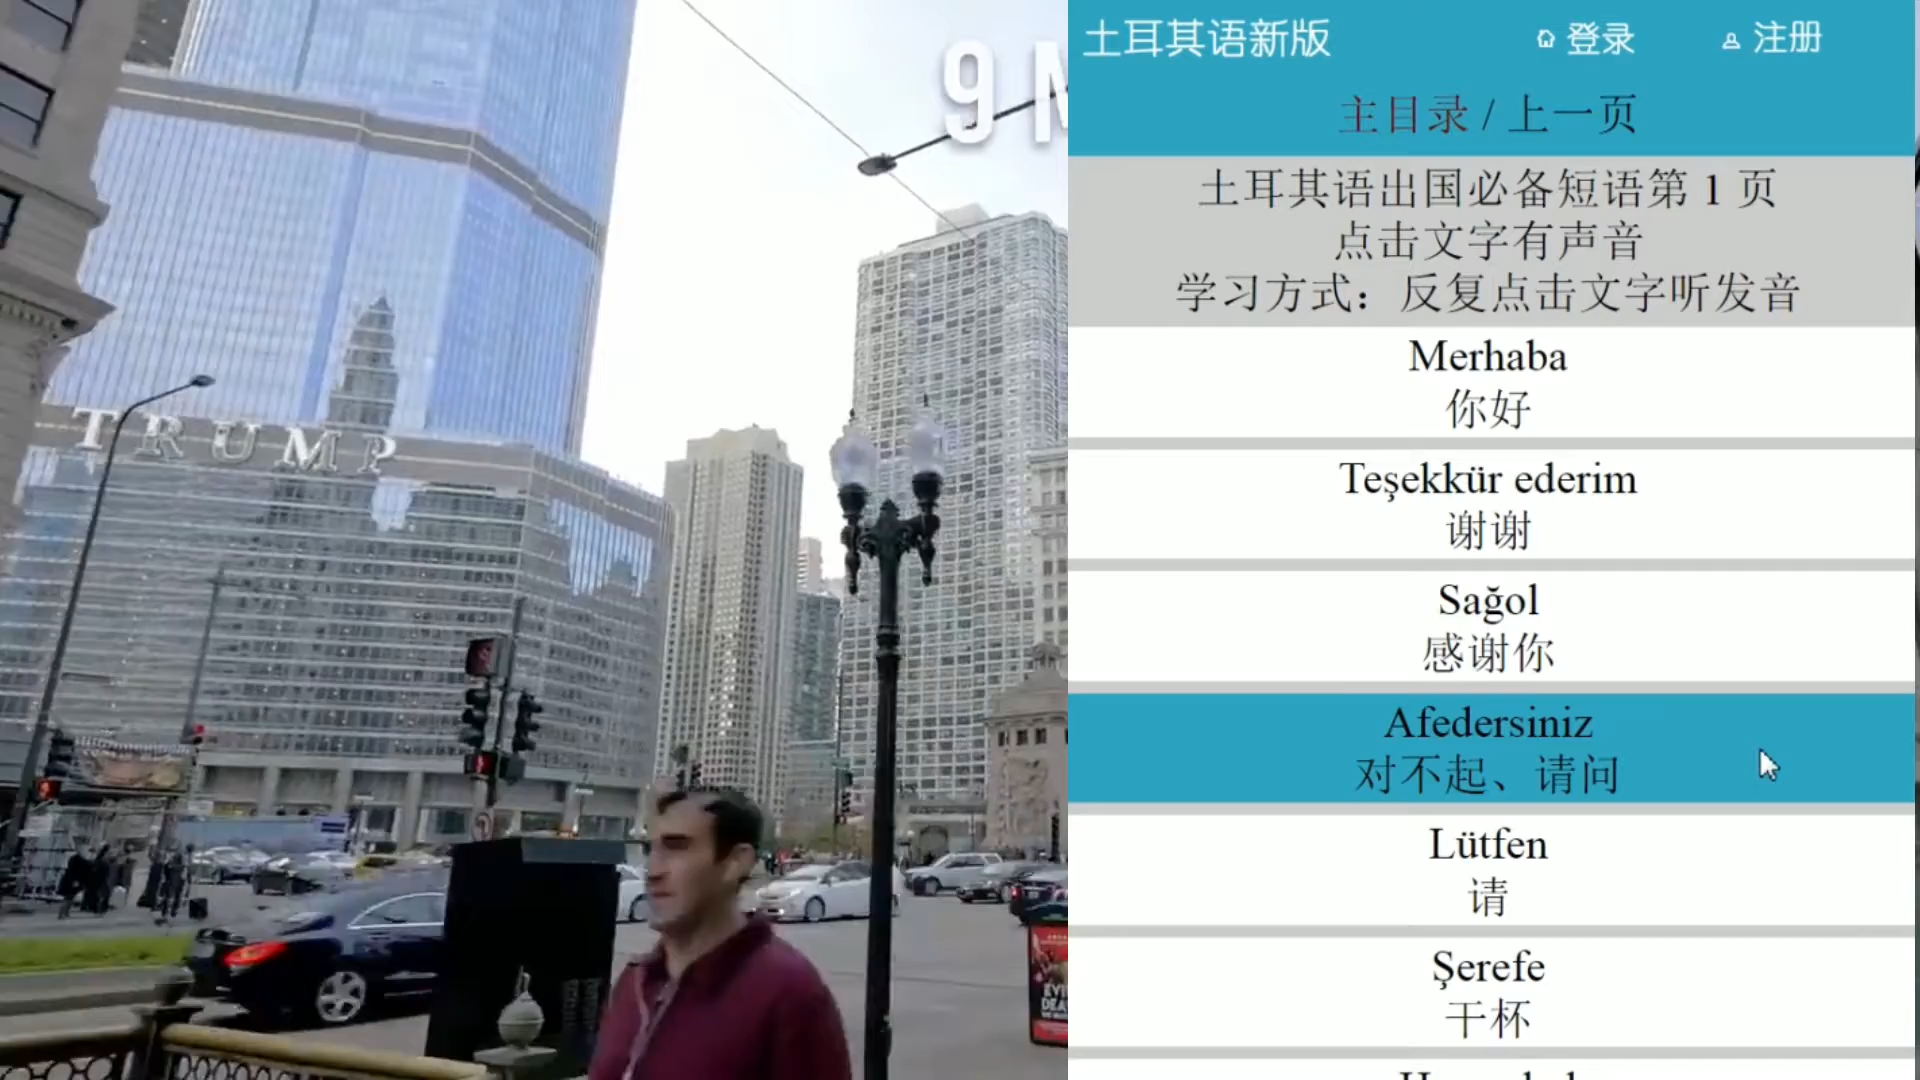 TRUMP
9
土耳其语新版
登录
注册
主目录 / 上一页
土耳其语出国必备短语第 1 页
点击文字有声音
学习方式：反复点击文字听发音
Merhaba
你好
Teşekkür ederim
谢谢
Sağol
感谢你
Afedersiniz
对不起、请问
Lütfen
请
Şerefe
干杯